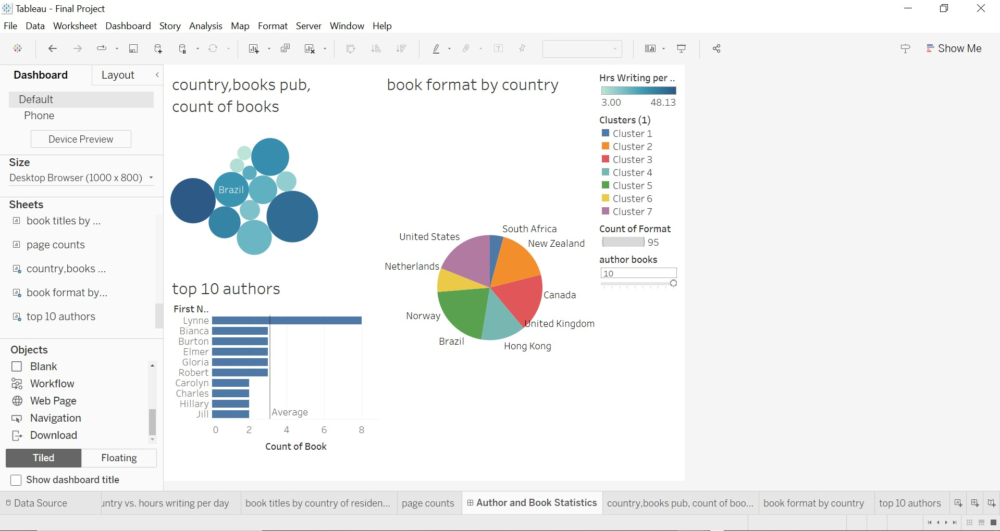 Tableau - Final Project
File Data Worksheet Dashboard Story Analysis Map Format Server Window Help
Show Me
Dashboard Layout
Default
Phone
Device Preview
Size
Desktop Browser (1000 x 800)
Sheets
book titles by ...
page counts
country,books ...
book format by...
top 10 authors
Objects
Blank
Workflow
Web Page
Navigation
Download
Tiled Floating
Show dashboard title
country,books pub,
count of books
Brazil
top 10 authors
First N..
Lynne
Bianca
Burton
Elmer
Gloria
Robert
Carolyn
Charles
Hillary
Jill
Average
0 2 4 6 8
Count of Book
book format by country
South Africa
United States
New Zealand
Netherlands
Canada
Norway
United Kingdom
Brazil
Hong Kong
Hrs Writing per ..
3.00 48.13
Clusters (1)
Cluster 1
Cluster 2
Cluster 3
Cluster 4
Cluster 5
Cluster 6
Cluster 7
Count of Format
95
author books
10
Data Source untry vs. hours writing per day book titles by country of residen... page counts Author and Book Statistics country,books pub, count of boo... book format by country top 10 authors